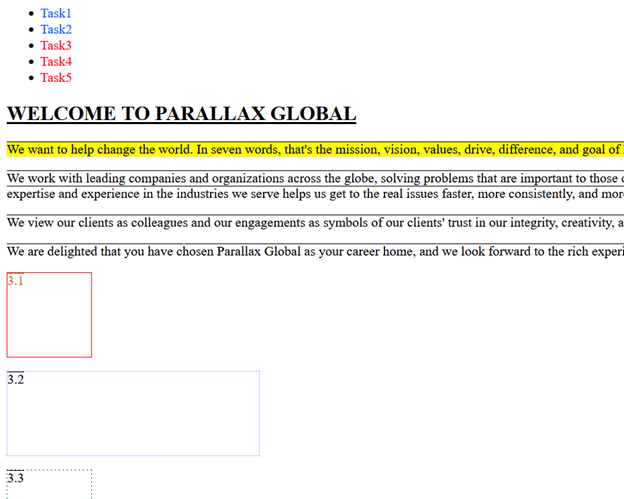 Task1
Task2
Task3
Task4
Task5
WELCOME TO PARALLAX GLOBAL
We want to help change the world. In seven words, that's the mission, vision, values, drive, difference, and goal of
We work with leading companies and organizations across the globe, solving problems that are important to those
expertise and experience in the industries we serve helps us get to the real issues faster, more consistently, and
We view our clients as colleagues and our engagements as symbols of our clients' trust in our integrity, creativity,
We are delighted that you have chosen Parallax Global as your career home, and we look forward to the rich
3.1
3.2
3.3